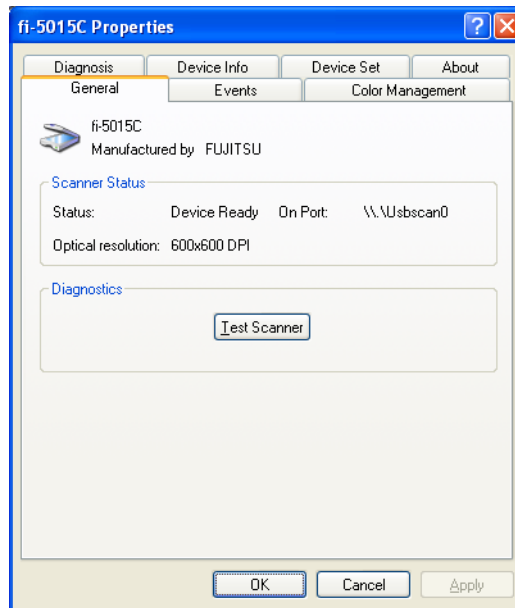 fi-5015C Properties
Diagnosis Device Info Device Set About
General Events Color Management
fi-5015C
Manufactured by FUJITSU
Scanner Status
Status: Device Ready On Port: \\.\Usbscan0
Optical resolution: 600x600 DPI
Diagnostics
Test Scanner
OK Cancel Apply